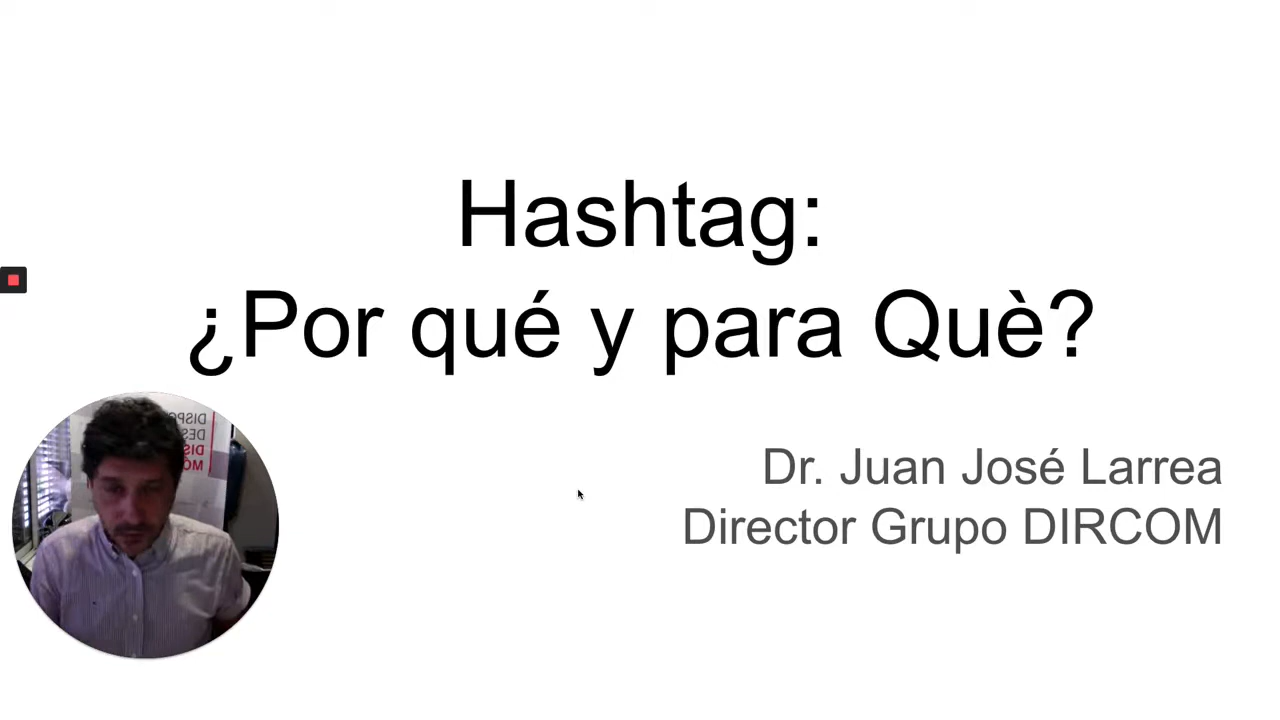 Hashtag:
¿Por qué y para Què?
Dr. Juan José Larrea
Director Grupo DIRCOM